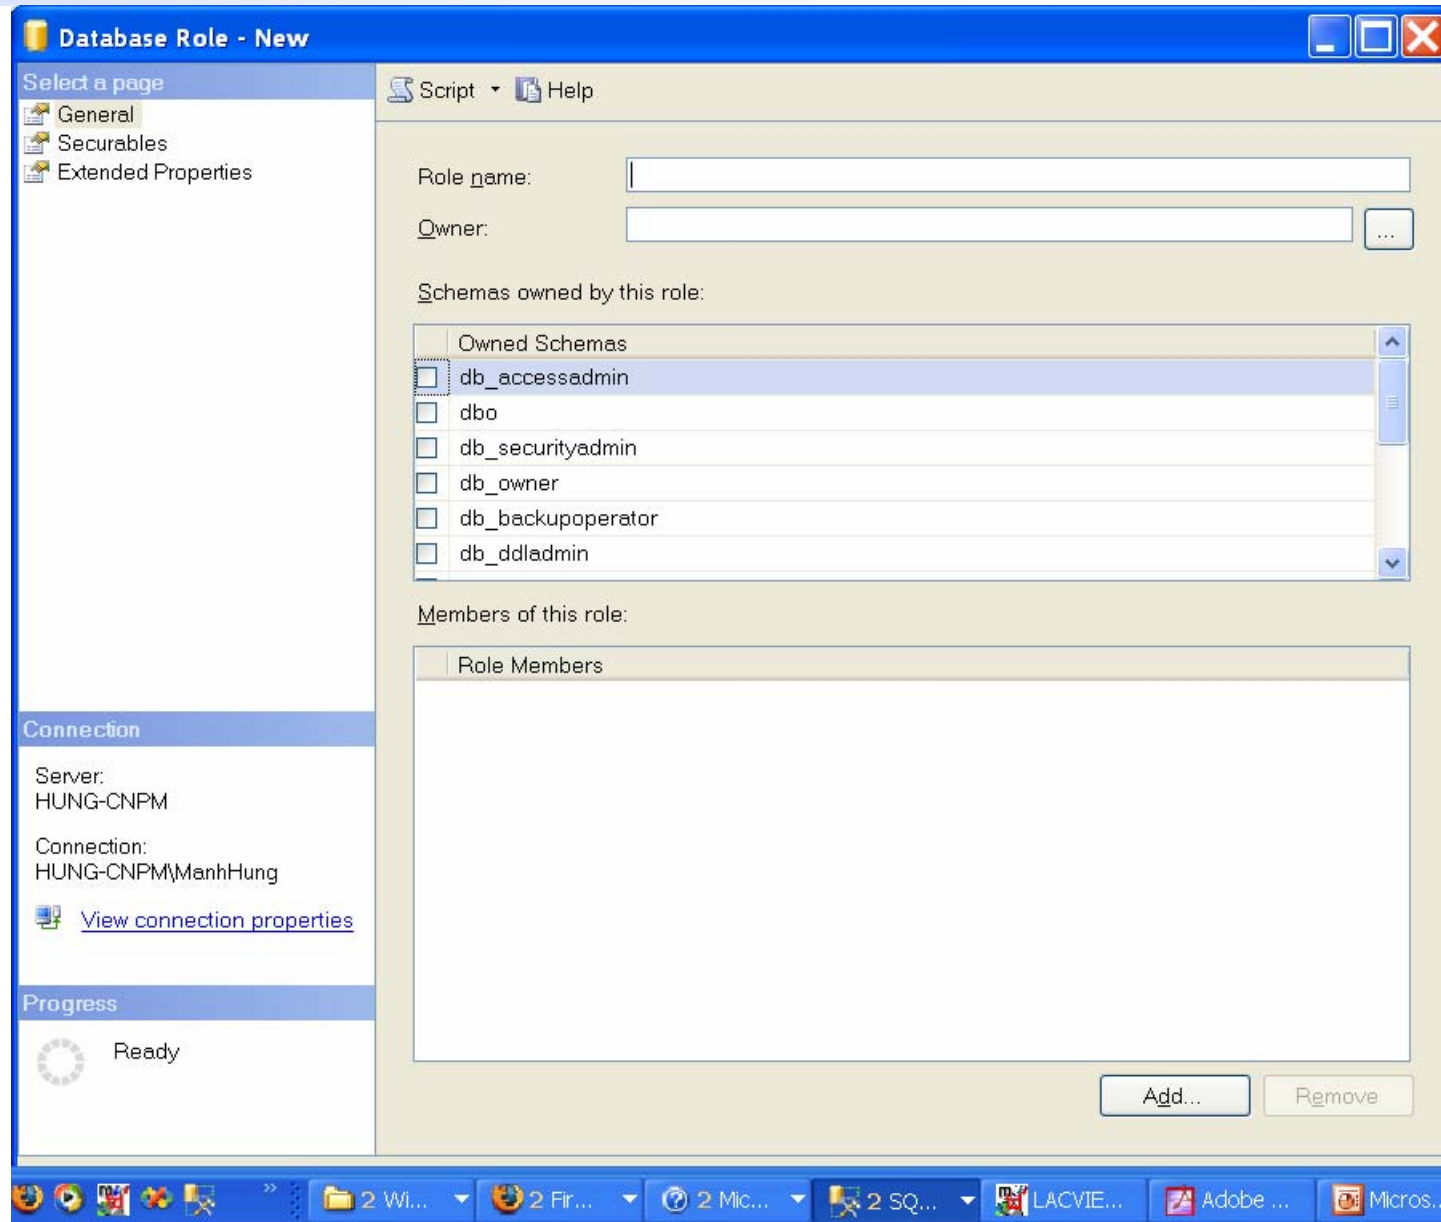 Database Role - New
Select a page
General
Securables
Extended Properties
Script
Help
Role name:
Owner:
...
Schemas owned by this role:
Owned Schemas
db_accessadmin
dbo
db_securityadmin
db_owner
db_backupoperator
db_ddladmin
Members of this role:
Role Members
Add...
Remove
Connection
Server:
HUNG-CNPM
Connection:
HUNG-CNPM\ManhHung
View connection properties
Progress
Ready
» 2 Wi... 2 Fir... 2 Mic... 2 SQ... LACVIE... Adobe ... Micros...